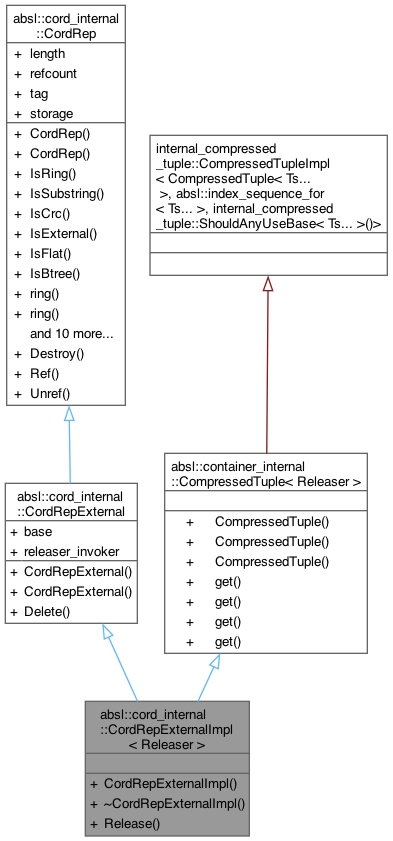 absl::cord_internal
::CordRep
+ length
+ refcount
+ tag
+ storage
+ CordRep()
+ CordRep()
+ IsRing()
+ IsSubstring()
+ IsCrc()
+ IsExternal()
+ IsFlat()
+ IsBtree()
+ ring()
+ ring()
and 10 more...
+ Destroy()
+ Ref()
+ Unref()
internal_compressed
_tuple::CompressedTupleImpl
< CompressedTuple< Ts...
>, absl::index_sequence_for
< Ts... >, internal_compressed
_tuple::ShouldAnyUseBase< Ts... >()>
absl::cord_internal
::CordRepExternal
+ base
+ releaser_invoker
+ CordRepExternal()
+ CordRepExternal()
+ Delete()
absl::container_internal
::CompressedTuple< Releaser >
+ CompressedTuple()
+ CompressedTuple()
+ CompressedTuple()
+ get()
+ get()
+ get()
+ get()
absl::cord_internal
::CordRepExternalImpl
< Releaser >
+ CordRepExternalImpl()
+ ~CordRepExternalImpl()
+ Release()